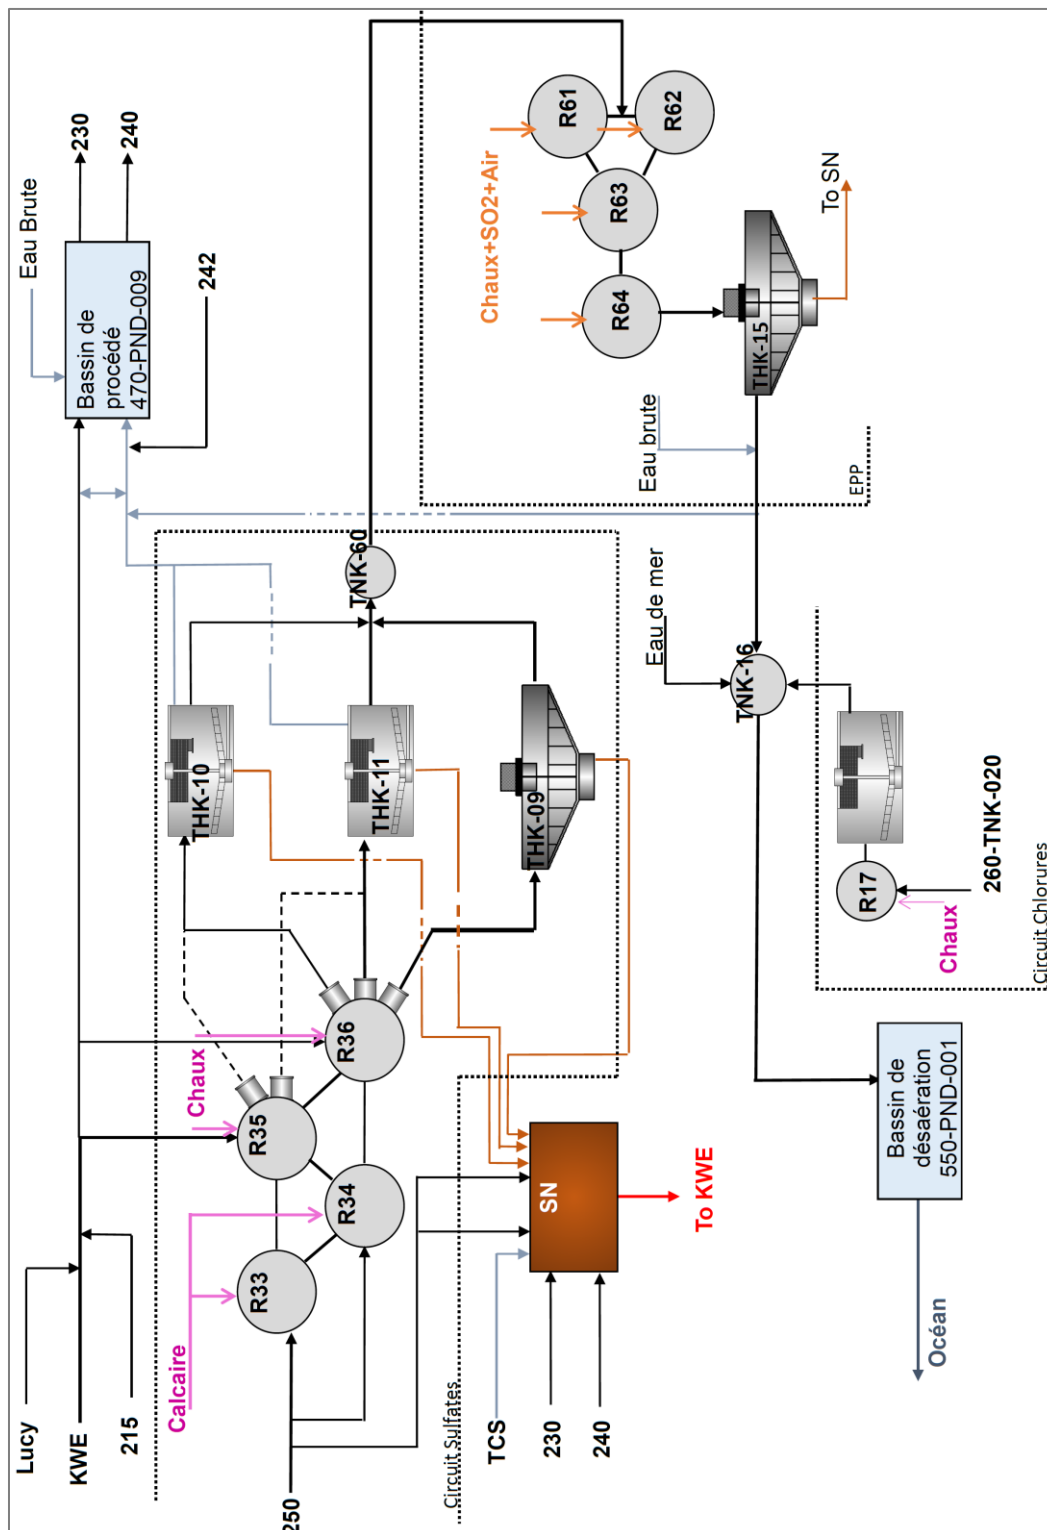 Lucy
KWE
215
Eau Brute
Bassin de
procédé
470-PND-009
230
240
242
Calcaire
250
R33
R34
R35
R36
Chaux
THK-10
THK-11
THK-09
TNK-60
Circuit Sulfates
TCS
230
240
SN
To KWE
Chaux+SO2+Air
R61
R62
R63
R64
THK-15
To SN
Eau brute
EPP
Eau de mer
TNK-16
R17
Chaux
260-TNK-020
Circuit Chlorures
Bassin de
désaération
550-PND-001
Océan